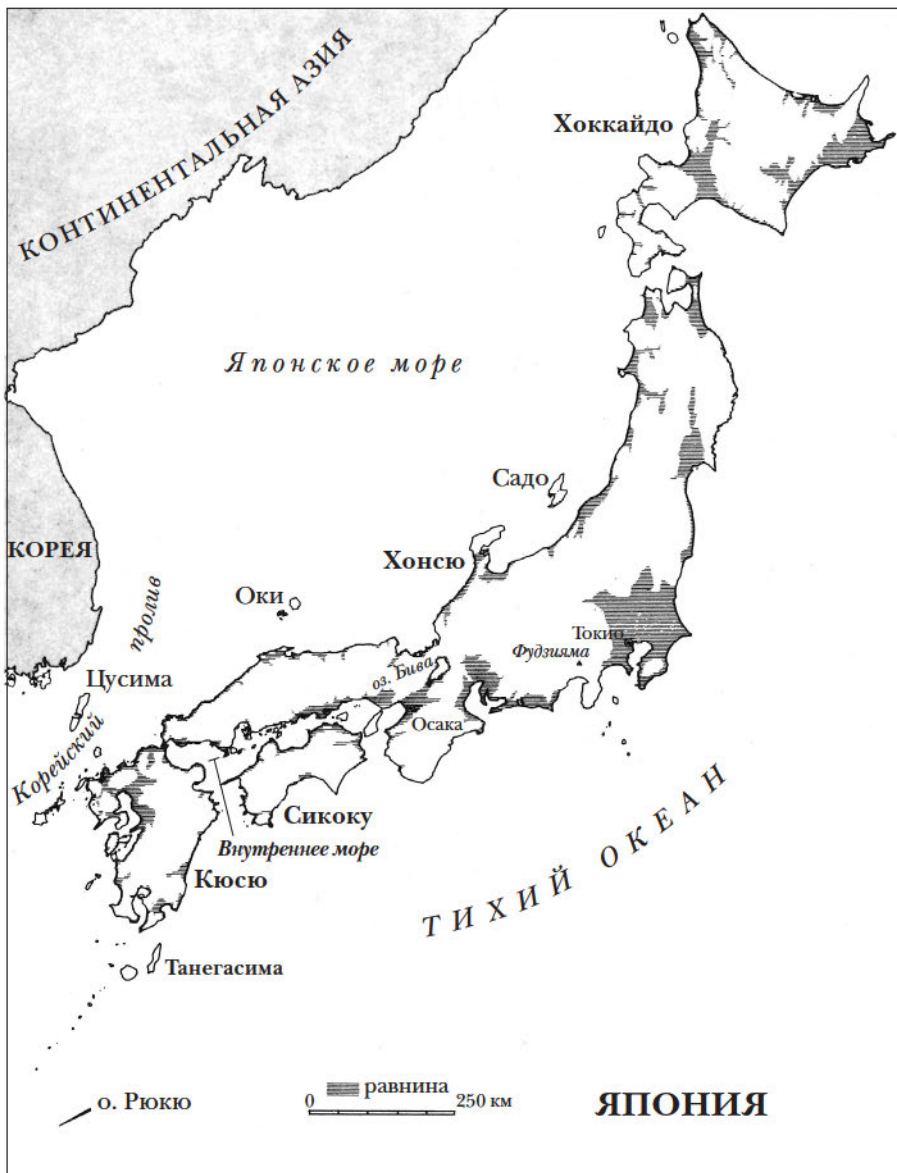 КОНТИНЕНТАЛЬНАЯ АЗИЯ
Хоккайдо
Японское море
Садо
КОРЕЯ
Хонсю
Оки
пролив
Токио
Фудзияма
Цусима
оз. Бива
Осака
Корейский
Сикоку
Внутреннее море
Кюсю
ТИХИЙ ОКЕАН
Танегасима
равнина
о. Рюкю
0
250 км
ЯПОНИЯ